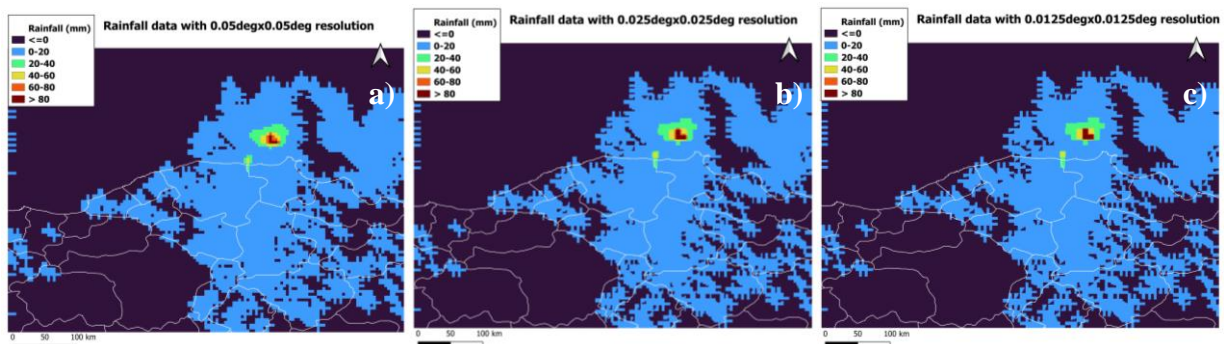 Rainfall data with 0.05degx0.05deg resolution
Rainfall (mm)
<=0
0-20
20-40
40-60
60-80
> 80
a)
0 50 100 km
Rainfall data with 0.025degx0.025deg resolution
Rainfall (mm)
<=0
0-20
20-40
40-60
60-80
> 80
b)
0 50 100 km
Rainfall data with 0.0125degx0.0125deg resolution
Rainfall (mm)
<=0
0-20
20-40
40-60
60-80
> 80
c)
0 50 100 km